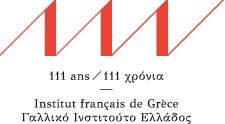 111 ans / 111 χρόνια
Institut français de Grèce
Γαλλικό Ινστιτούτο Ελλάδος